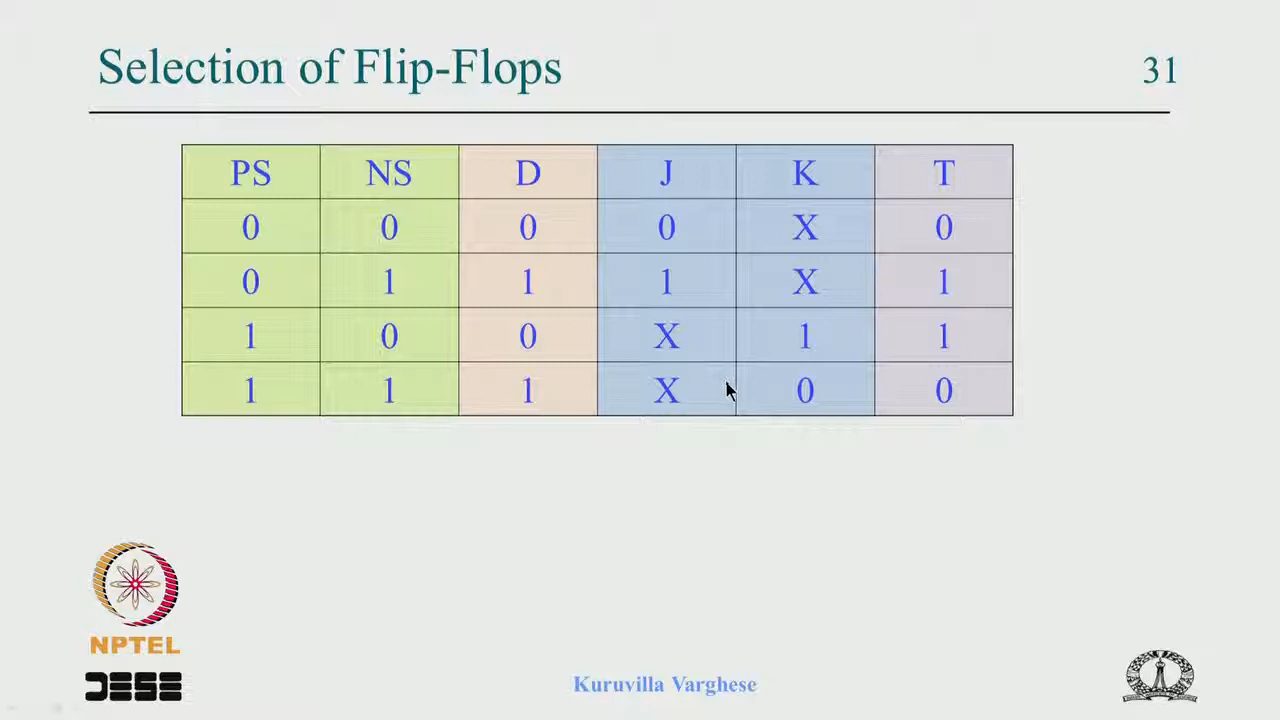 Selection of Flip-Flops 31
PS NS D J K T
0 0 0 0 X 0
0 1 1 1 X 1
1 0 0 X 1 1
1 1 1 X 0 0
NPTEL
DESE
Kuruvilla Varghese